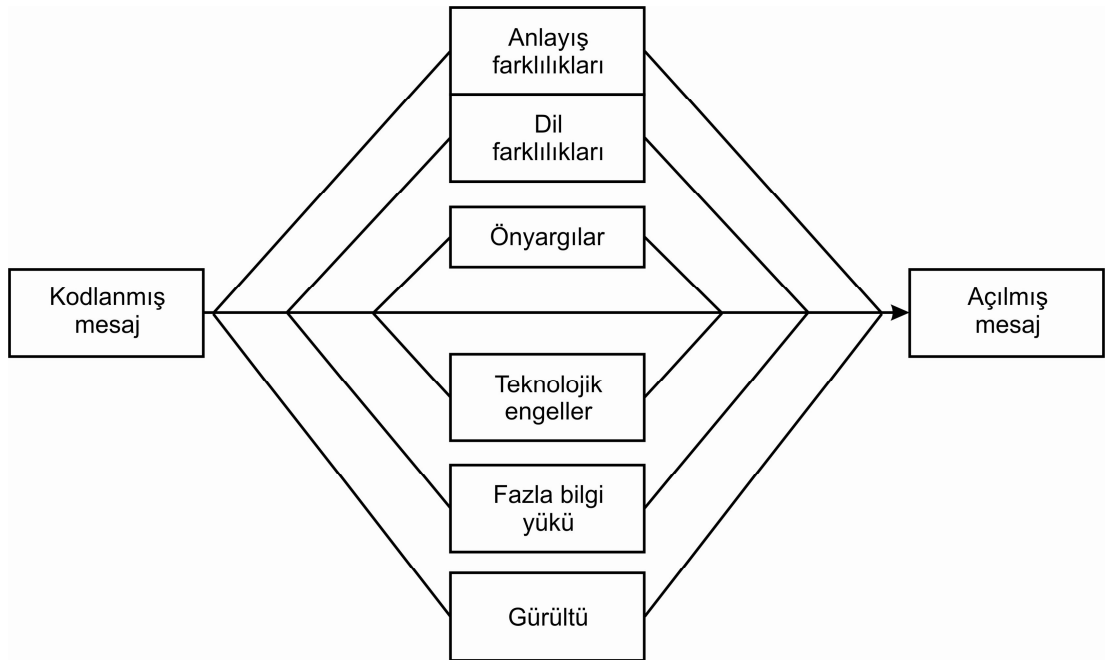 Anlayış
farklılıkları
Dil
farklılıkları
Önyargılar
Kodlanmış
mesaj
Açılmış
mesaj
Teknolojik
engeller
Fazla bilgi
yükü
Gürültü